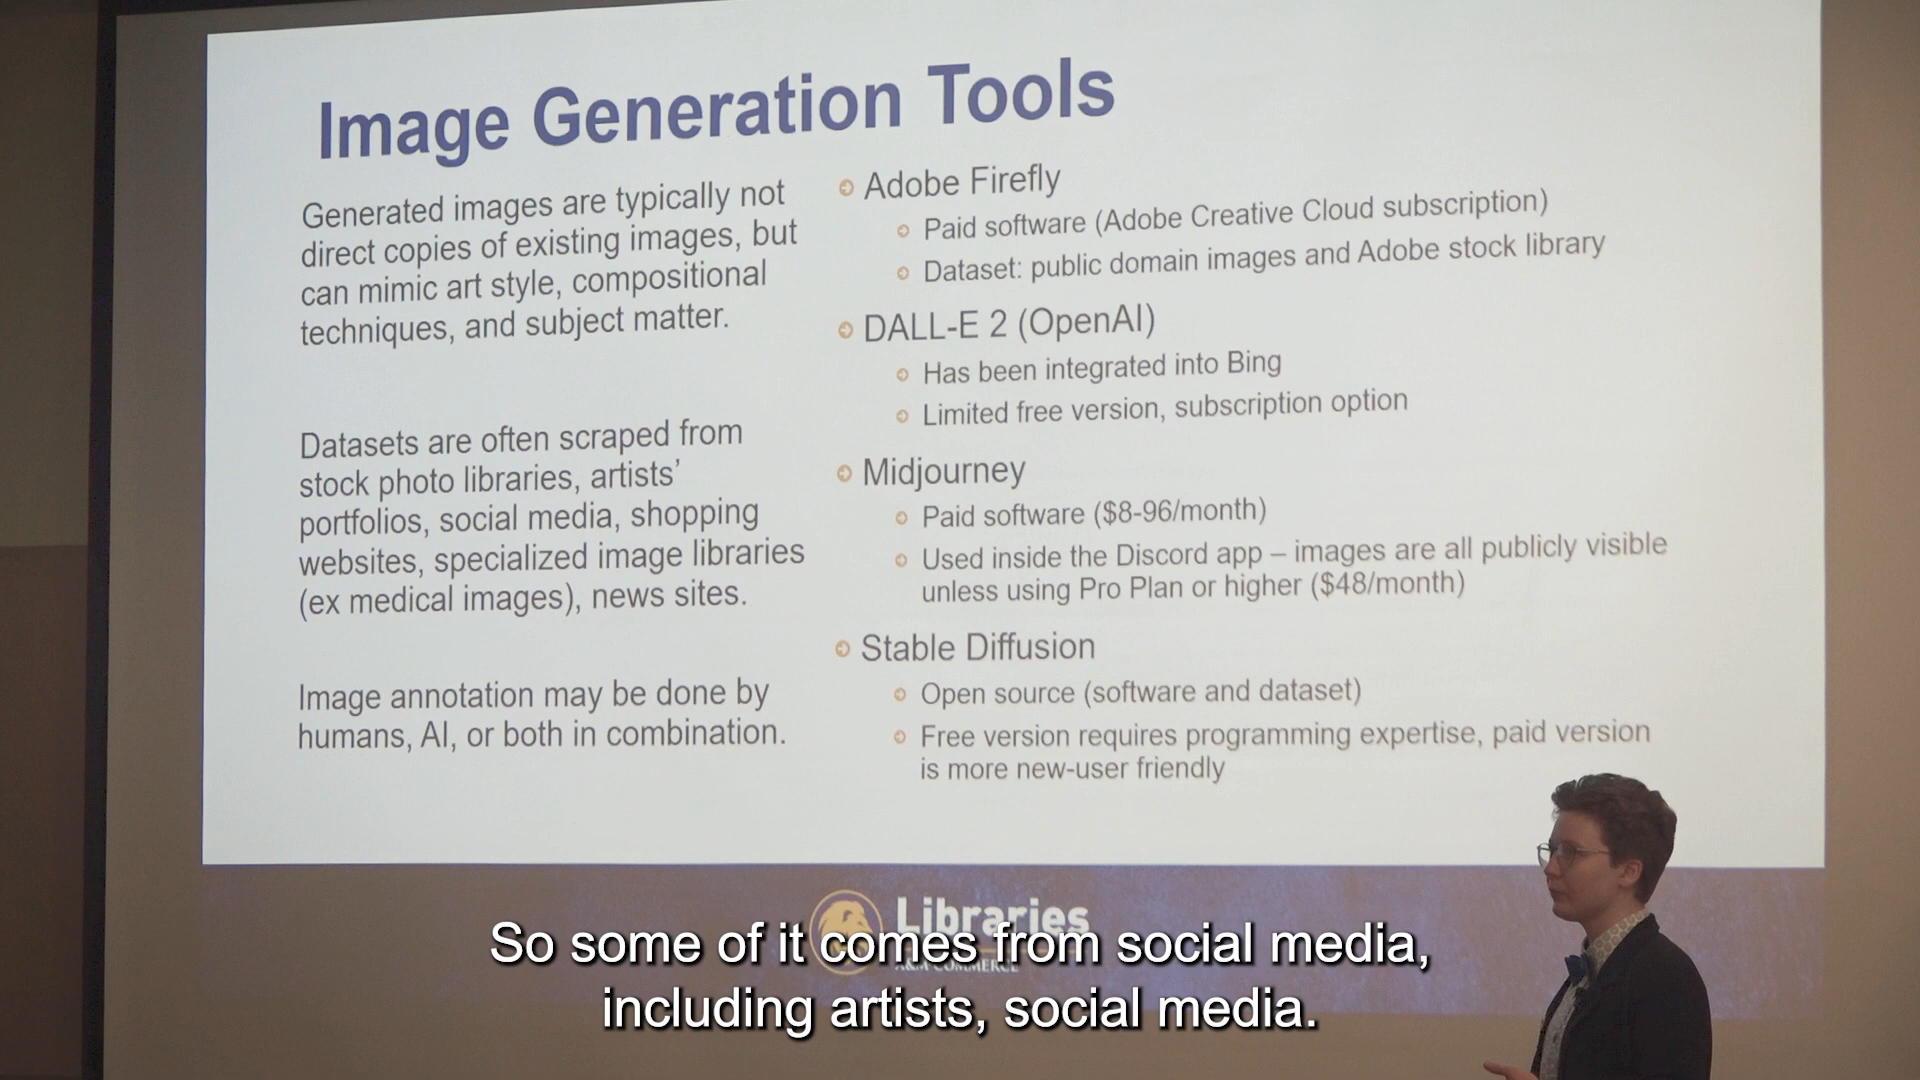 Image Generation Tools
Generated images are typically not
direct copies of existing images, but
can mimic art style, compositional
techniques, and subject matter.
Datasets are often scraped from
stock photo libraries, artists’
portfolios, social media, shopping
websites, specialized image libraries
(ex medical images), news sites.
Image annotation may be done by
humans, AI, or both in combination.
Adobe Firefly
Paid software (Adobe Creative Cloud subscription)
Dataset: public domain images and Adobe stock library
DALL-E 2 (OpenAI)
Has been integrated into Bing
Limited free version, subscription option
Midjourney
Paid software ($8-96/month)
Used inside the Discord app – images are all publicly visible
unless using Pro Plan or higher ($48/month)
Stable Diffusion
Open source (software and dataset)
Free version requires programming expertise, paid version
is more new-user friendly
Libraries
A&M-COMMERCE
So some of it comes from social media,
including artists, social media.